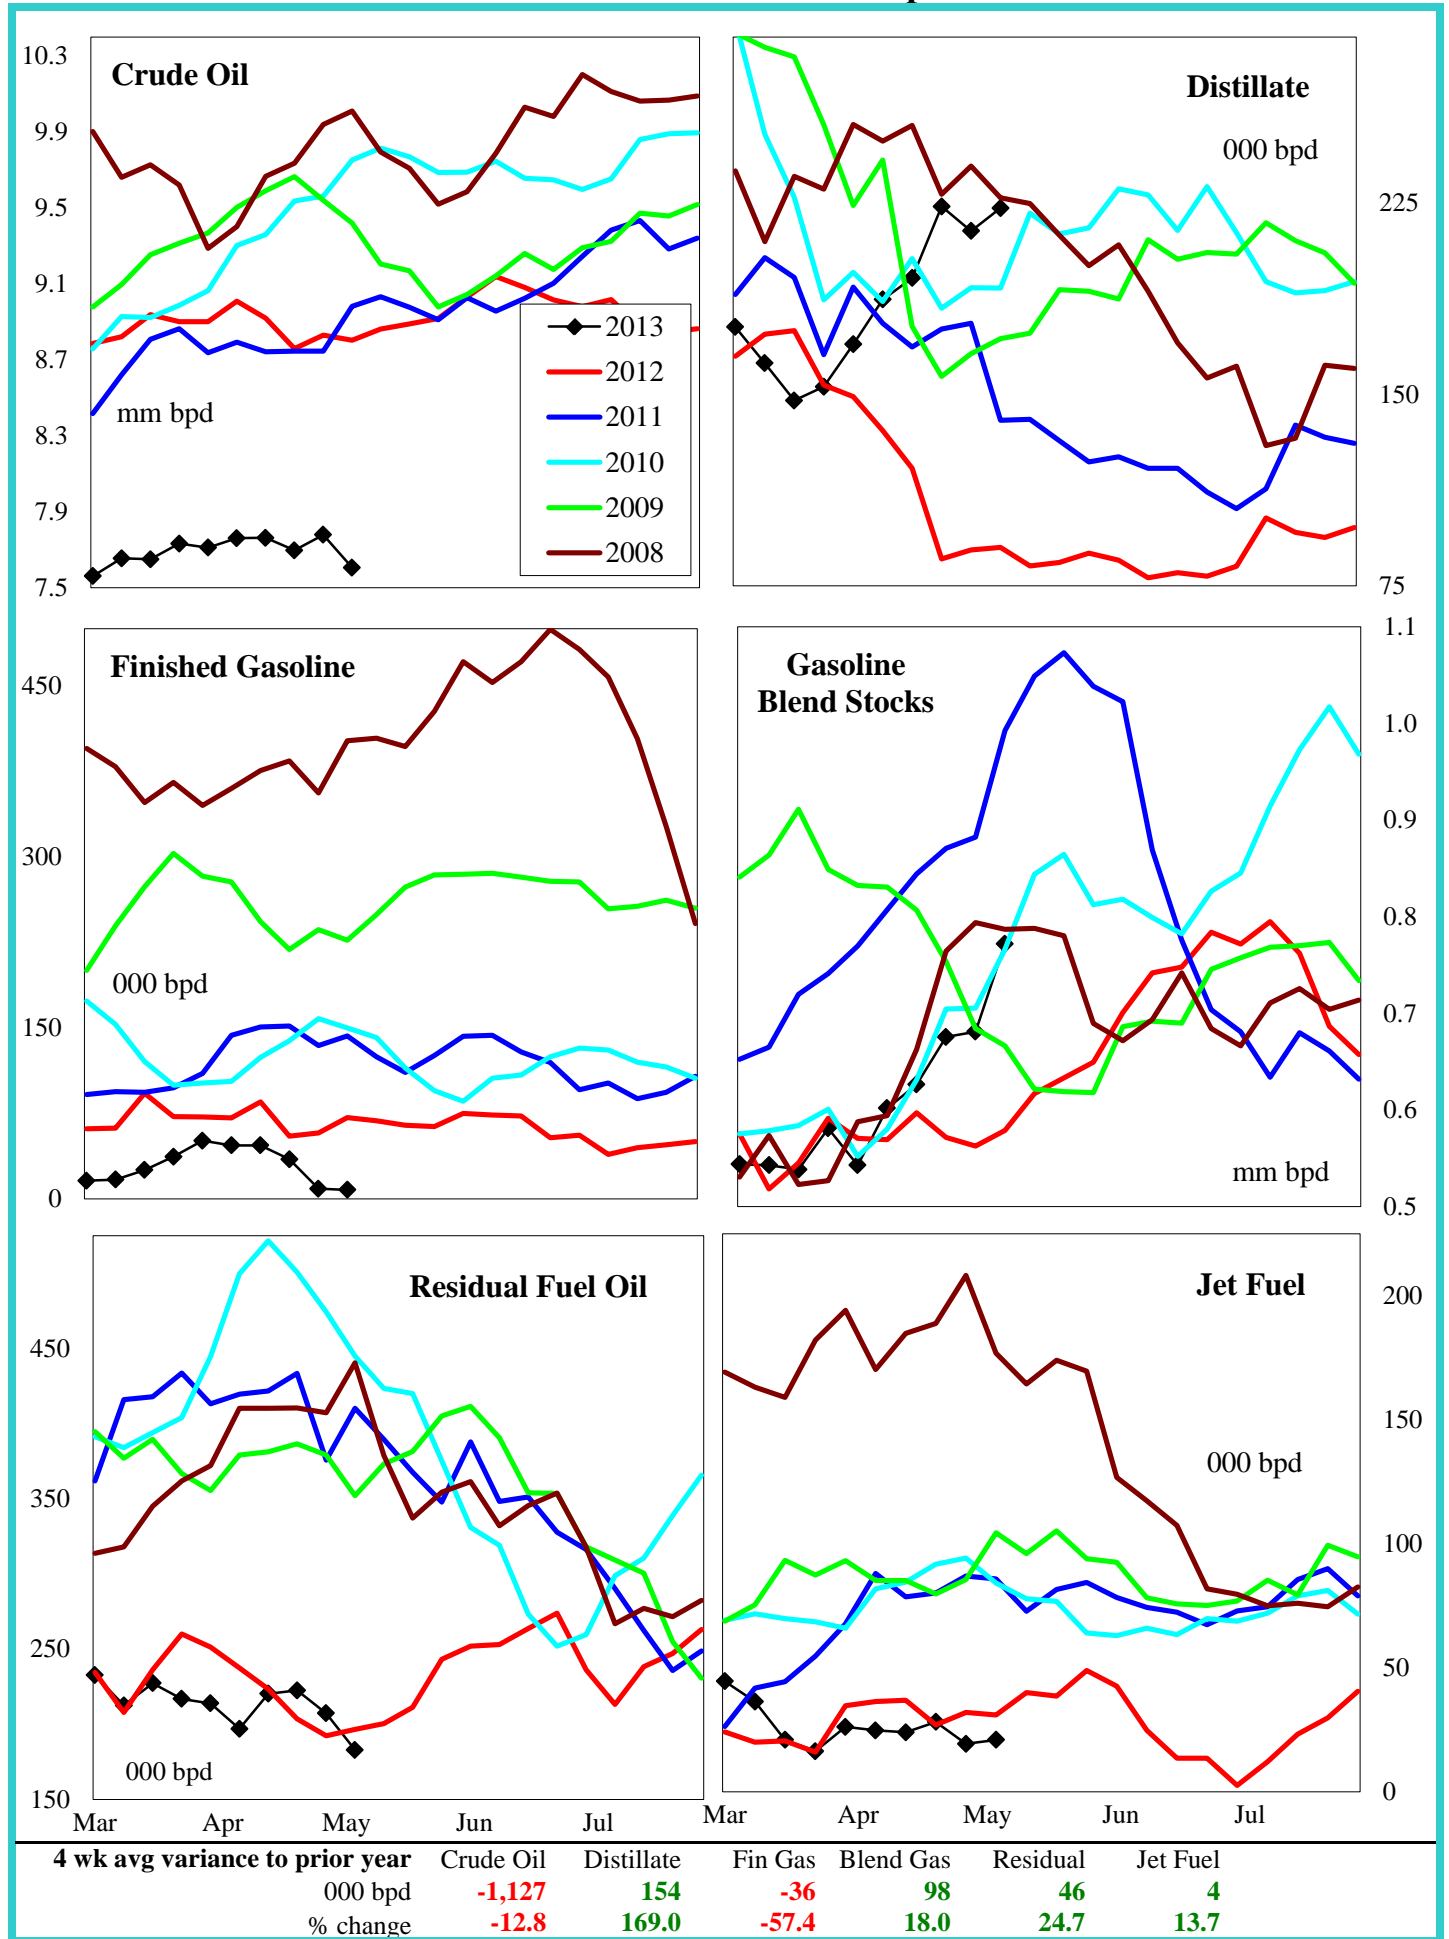 10.3
9.9
9.5
9.1
8.7
8.3
7.9
7.5
Crude Oil
mm bpd
2013
2012
2011
2010
2009
2008
Distillate
000 bpd
225
150
75
Finished Gasoline
450
300
000 bpd
150
0
Gasoline
Blend Stocks
1.1
1.0
0.9
0.8
0.7
0.6
0.5
mm bpd
Residual Fuel Oil
450
350
250
150
000 bpd
Mar Apr May Jun Jul
Jet Fuel
200
150
100
50
0
000 bpd
Mar Apr May Jun Jul
4 wk avg variance to prior year Crude Oil Distillate Fin Gas Blend Gas Residual Jet Fuel
000 bpd -1,127 154 -36 98 46 4
% change -12.8 169.0 -57.4 18.0 24.7 13.7